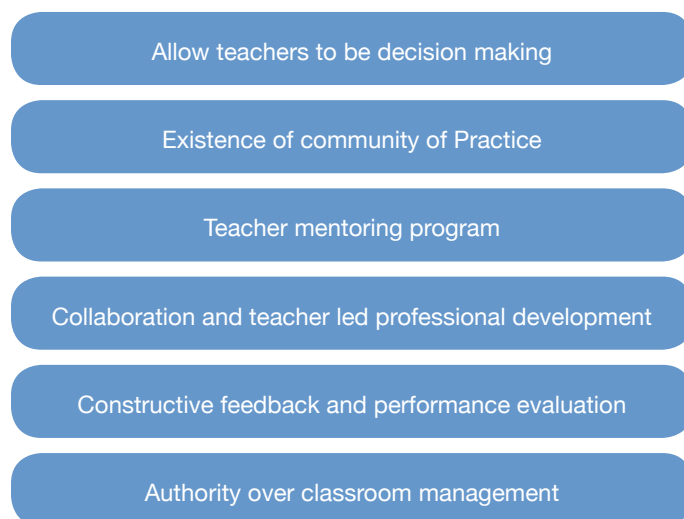 Allow teachers to be decision making
Existence of community of Practice
Teacher mentoring program
Collaboration and teacher led professional development
Constructive feedback and performance evaluation
Authority over classroom management